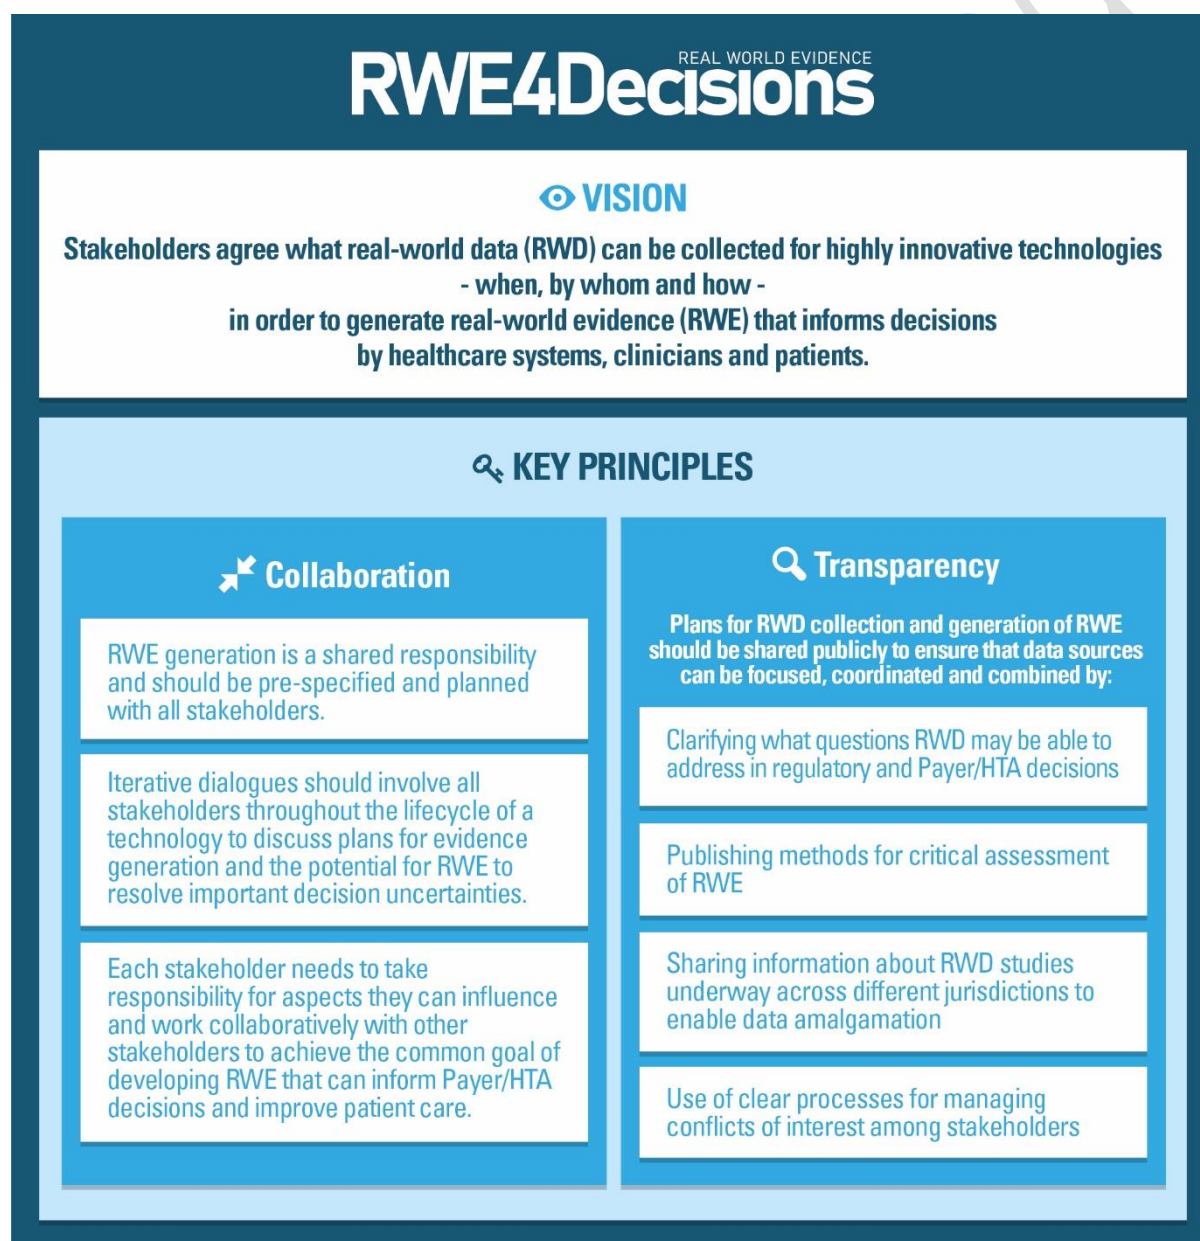 REAL WORLD EVIDENCE
RWE4Decisions
VISION
Stakeholders agree what real-world data (RWD) can be collected for highly innovative technologies
- when, by whom and how -
in order to generate real-world evidence (RWE) that informs decisions
by healthcare systems, clinicians and patients.
KEY PRINCIPLES
Collaboration
RWE generation is a shared responsibility
and should be pre-specified and planned
with all stakeholders.
Iterative dialogues should involve all
stakeholders throughout the lifecycle of a
technology to discuss plans for evidence
generation and the potential for RWE to
resolve important decision uncertainties.
Each stakeholder needs to take
responsibility for aspects they can influence
and work collaboratively with other
stakeholders to achieve the common goal of
developing RWE that can inform Payer/HTA
decisions and improve patient care.
Transparency
Plans for RWD collection and generation of RWE
should be shared publicly to ensure that data sources
can be focused, coordinated and combined by:
Clarifying what questions RWD may be able to
address in regulatory and Payer/HTA decisions
Publishing methods for critical assessment
of RWE
Sharing information about RWD studies
underway across different jurisdictions to
enable data amalgamation
Use of clear processes for managing
conflicts of interest among stakeholders